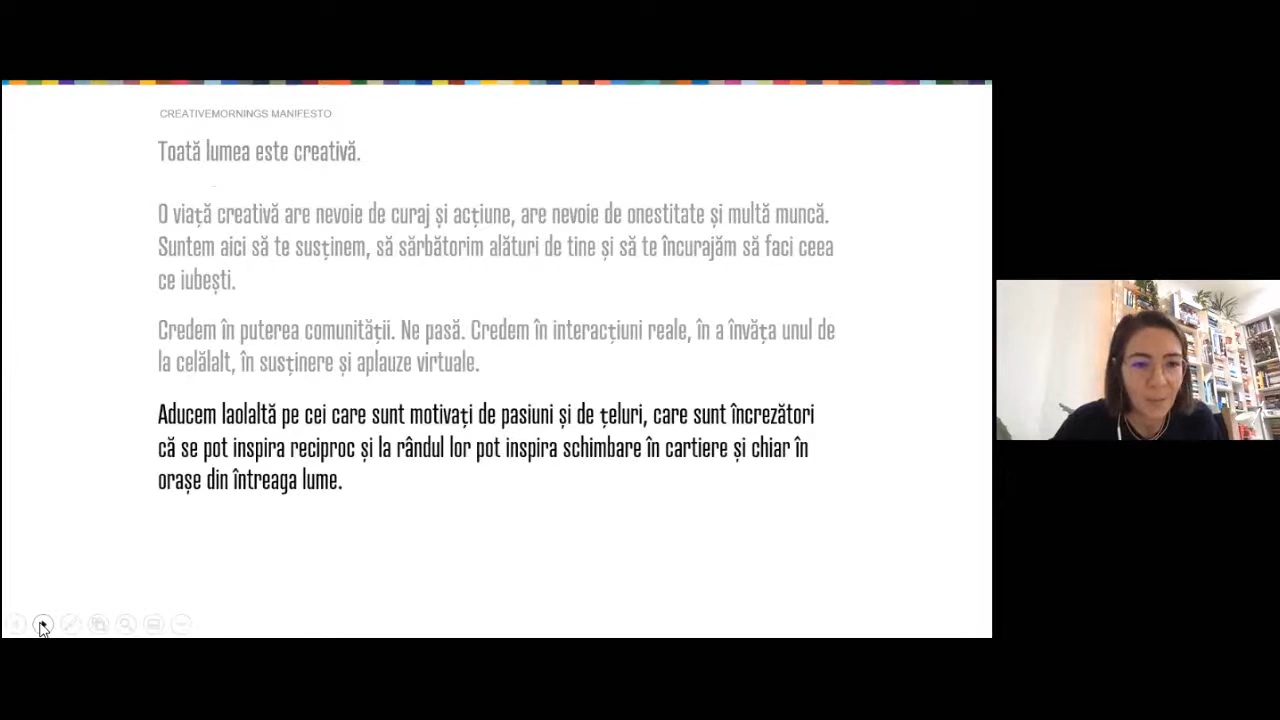 CREATIVEMORNINGS MANIFESTO
Toată lumea este creativă.
O viață creativă are nevoie de curaj și acțiune, are nevoie de onestitate și multă muncă.
Suntem aici să te susținem, să sărbătorim alături de tine și să te încurajăm să faci ceea
ce iubești.
Credem în puterea comunității. Ne pasă. Credem în interacțiuni reale, în a învăța unul de
la celălalt, în susținere și aplauze virtuale.
Aducem laolaltă pe cei care sunt motivați de pasiuni și de țeluri, care sunt încrezători
că se pot inspira reciproc și la rândul lor pot inspira schimbare în cartiere și chiar în
orașe din întreaga lume.